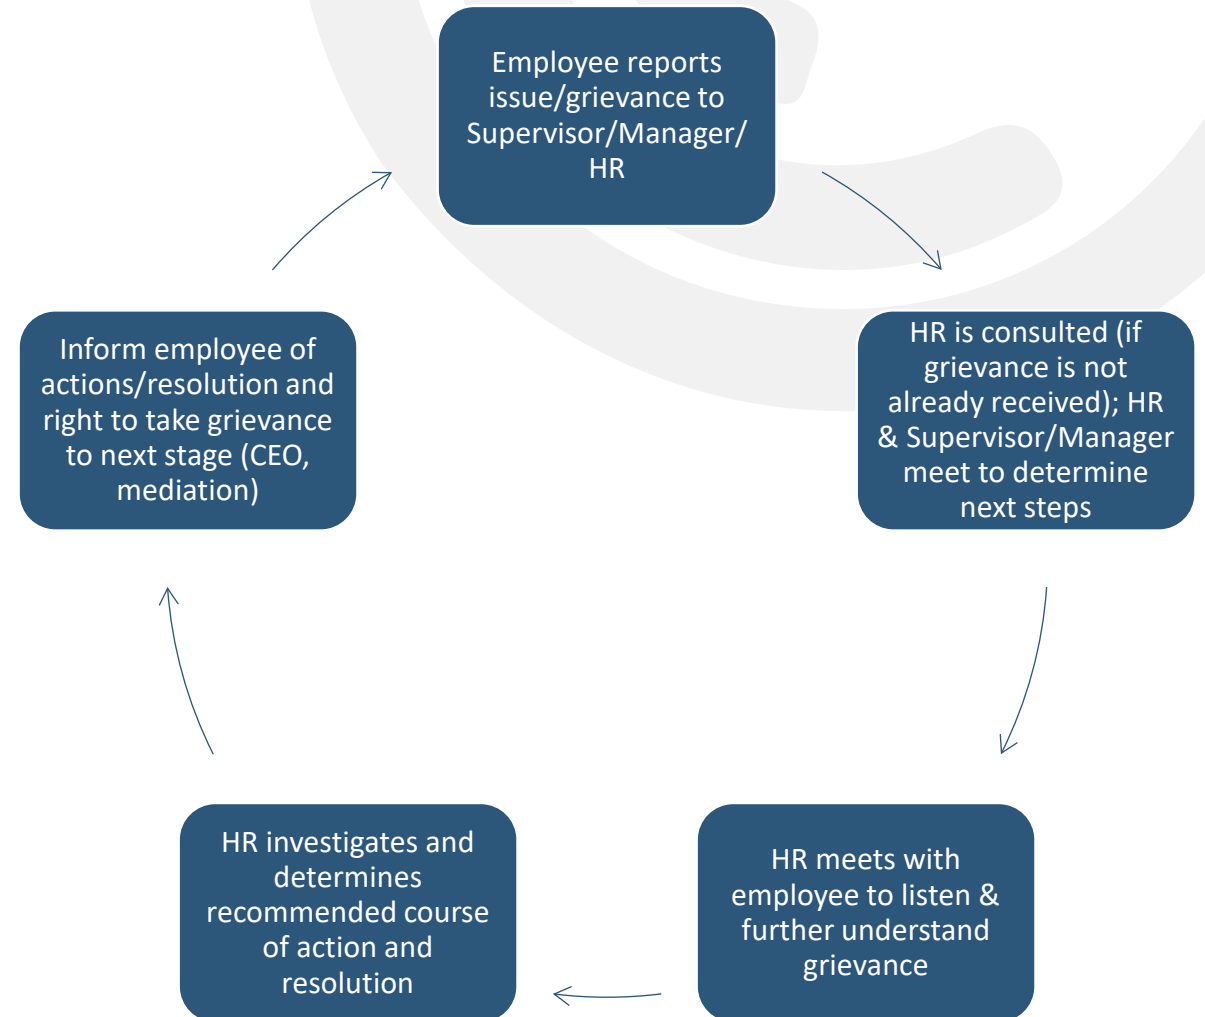 Employee reports
issue/grievance to
Supervisor/Manager/
HR
HR is consulted (if
grievance is not
already received); HR
& Supervisor/Manager
meet to determine
next steps
HR meets with
employee to listen &
further understand
grievance
HR investigates and
determines
recommended course
of action and
resolution
Inform employee of
actions/resolution and
right to take grievance
to next stage (CEO,
mediation)